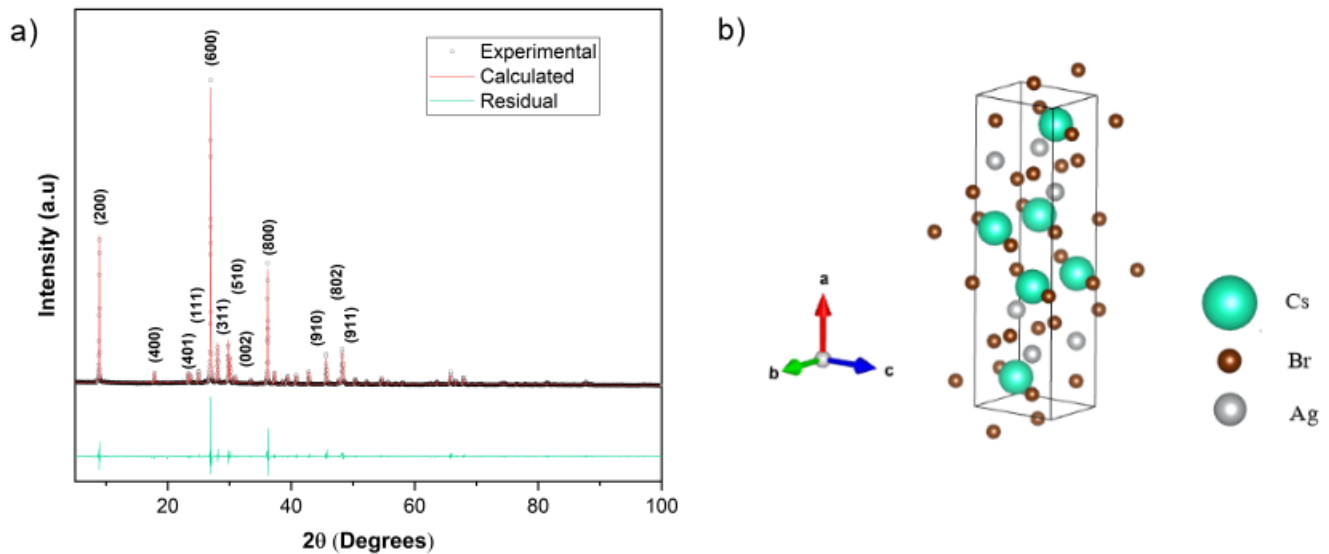 a)
Intensity (a.u)
(200)
(400)
(401)
(111)
(600)
(311)
(510)
(002)
(800)
(910)
(802)
(911)
Experimental
Calculated
Residual
20
40
60
80
100
2θ (Degrees)
b)
a
b
c
Cs
Br
Ag